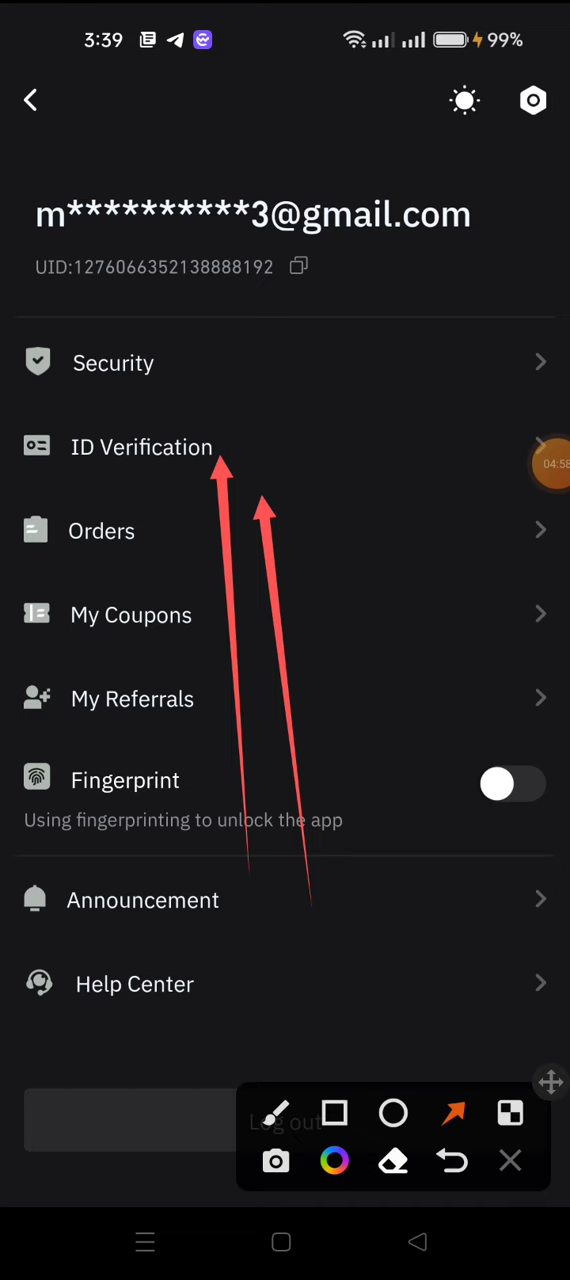 3:39
99%
m**********3@gmail.com
UID:1276066352138888192
Security
ID Verification
04:58
Orders
My Coupons
My Referrals
Fingerprint
Using fingerprinting to unlock the app
Announcement
Help Center
Log out